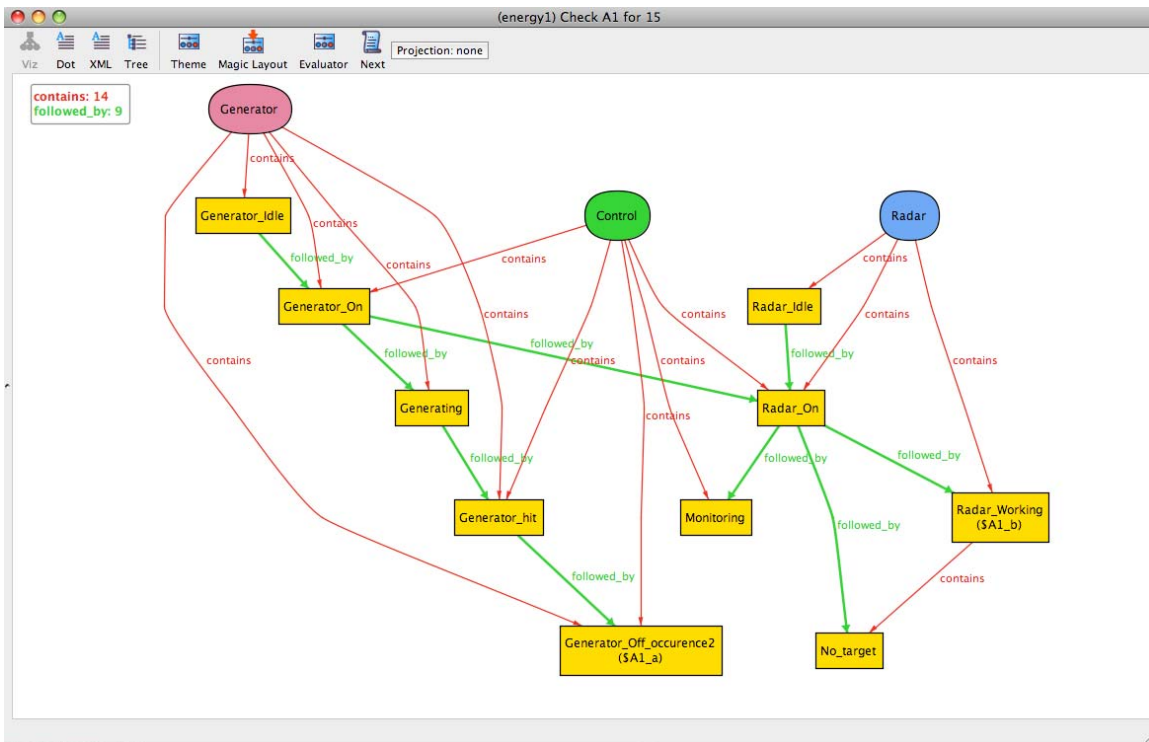 (energy1) Check A1 for 15
Viz Dot XML Tree Theme Magic Layout Evaluator Next Projection: none
contains: 14
followed_by: 9
Generator
contains
Generator_Idle
Control
Radar
contains
followed_by
contains
contains
contains
Generator_On
contains
Radar_Idle
contains
contains
contains
followed_by
followed_by
followed_by
contains
contains
contains
contains
Generating
Radar_On
contains
followed_by
followed_by
followed_by
Generator_hit
Monitoring
Radar_Working
($A1_b)
followed_by
followed_by
contains
Generator_Off_occurence2
($A1_a)
No_target